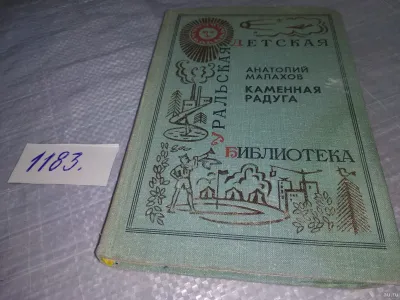 УРАЛЬСКАЯ
ДЕТСКАЯ
БИБЛИОТЕКА
АНАТОЛИЙ
МАЛАХОВ
КАМЕННАЯ
РАДУГА
1183.